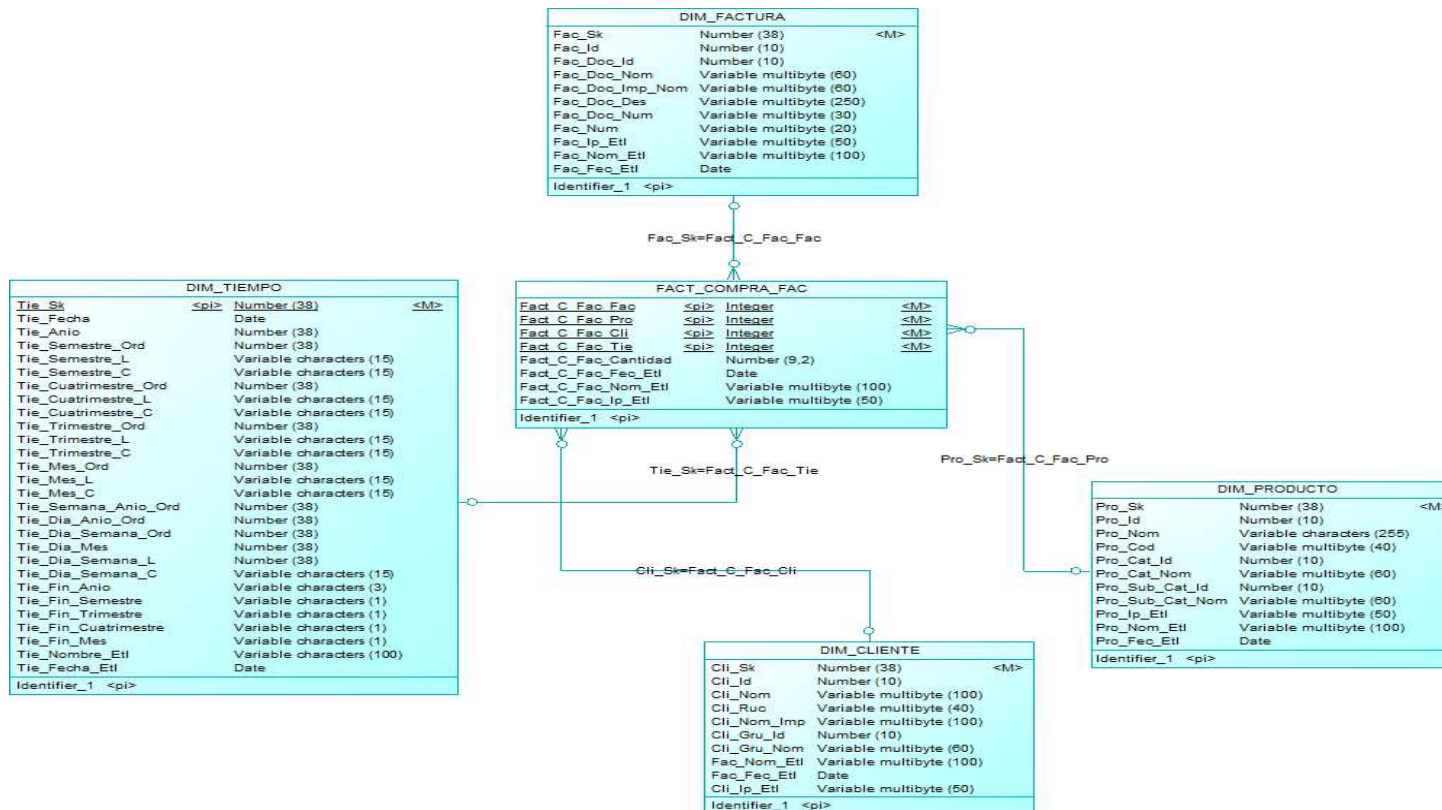 DIM_FACTURA
Fac_Sk Number (38) <M>
Fac_Id Number (10)
Fac_Doc_Id Number (10)
Fac_Doc_Nom Variable multibyte (60)
Fac_Doc_Imp_Nom Variable multibyte (60)
Fac_Doc_Des Variable multibyte (250)
Fac_Doc_Num Variable multibyte (30)
Fac_Num Variable multibyte (20)
Fac_Ip_Etl Variable multibyte (50)
Fac_Nom_Etl Variable multibyte (100)
Fac_Fec_Etl Date
Identifier_1 <pi>
Fac_Sk=Fact_C_Fac_Fac
DIM_TIEMPO
Tie_Sk <pi> Number (38) <M>
Tie_Fecha Date
Tie_Anio Number (38)
Tie_Semestre_Ord Number (38)
Tie_Semestre_L Variable characters (15)
Tie_Semestre_C Variable characters (15)
Tie_Cuatrimestre_Ord Number (38)
Tie_Cuatrimestre_L Variable characters (15)
Tie_Cuatrimestre_C Variable characters (15)
Tie_Trimestre_Ord Number (38)
Tie_Trimestre_L Variable characters (15)
Tie_Trimestre_C Variable characters (15)
Tie_Mes_Ord Number (38)
Tie_Mes_L Variable characters (15)
Tie_Mes_C Variable characters (15)
Tie_Semana_Anio_Ord Number (38)
Tie_Dia_Anio_Ord Number (38)
Tie_Dia_Semana_Ord Number (38)
Tie_Dia_Mes Number (38)
Tie_Dia_Semana_L Number (38)
Tie_Dia_Semana_C Variable characters (15)
Tie_Fin_Anio Variable characters (3)
Tie_Fin_Semestre Variable characters (1)
Tie_Fin_Trimestre Variable characters (1)
Tie_Fin_Cuatrimestre Variable characters (1)
Tie_Fin_Mes Variable characters (1)
Tie_Nombre_Etl Variable characters (100)
Tie_Fecha_Etl Date
Identifier_1 <pi>
FACT_COMPRA_FAC
Fact_C_Fac_Fac <pi> Integer <M>
Fact_C_Fac_Pro <pi> Integer <M>
Fact_C_Fac_Cli <pi> Integer <M>
Fact_C_Fac_Tie <pi> Integer <M>
Fact_C_Fac_Cantidad Number (9,2)
Fact_C_Fac_Fec_Etl Date
Fact_C_Fac_Nom_Etl Variable multibyte (100)
Fact_C_Fac_Ip_Etl Variable multibyte (50)
Identifier_1 <pi>
Tie_Sk=Fact_C_Fac_Tie
Pro_Sk=Fact_C_Fac_Pro
Cli_Sk=Fact_C_Fac_Cli
DIM_PRODUCTO
Pro_Sk Number (38) <M
Pro_Id Number (10)
Pro_Nom Variable characters (255)
Pro_Cod Variable multibyte (40)
Pro_Cat_Id Number (10)
Pro_Cat_Nom Variable multibyte (60)
Pro_Sub_Cat_Id Number (10)
Pro_Sub_Cat_Nom Variable multibyte (60)
Pro_Ip_Etl Variable multibyte (50)
Pro_Nom_Etl Variable multibyte (100)
Pro_Fec_Etl Date
Identifier_1 <pi>
DIM_CLIENTE
Cli_Sk Number (38) <M>
Cli_Id Number (10)
Cli_Nom Variable multibyte (100)
Cli_Ruc Variable multibyte (40)
Cli_Nom_Imp Variable multibyte (100)
Cli_Gru_Id Number (10)
Cli_Gru_Nom Variable multibyte (60)
Fac_Nom_Etl Variable multibyte (100)
Fac_Fec_Etl Date
Cli_Ip_Etl Variable multibyte (50)
Identifier_1 <pi>